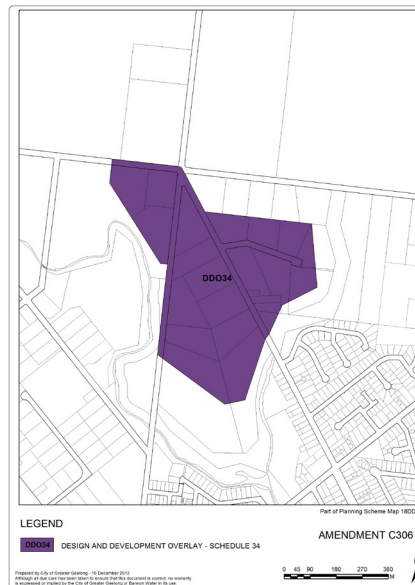 DDO34
Part of Planning Scheme Map 18DD
LEGEND
AMENDMENT C306
DDO34 DESIGN AND DEVELOPMENT OVERLAY - SCHEDULE 34
Prepared by City of Greater Geelong - 16 December 2013
Although all due care has been taken to ensure that this document is correct, no warranty
is expressed or implied by the City of Greater Geelong or Barwon Water in its use.
0 45 90 180 270 360
M